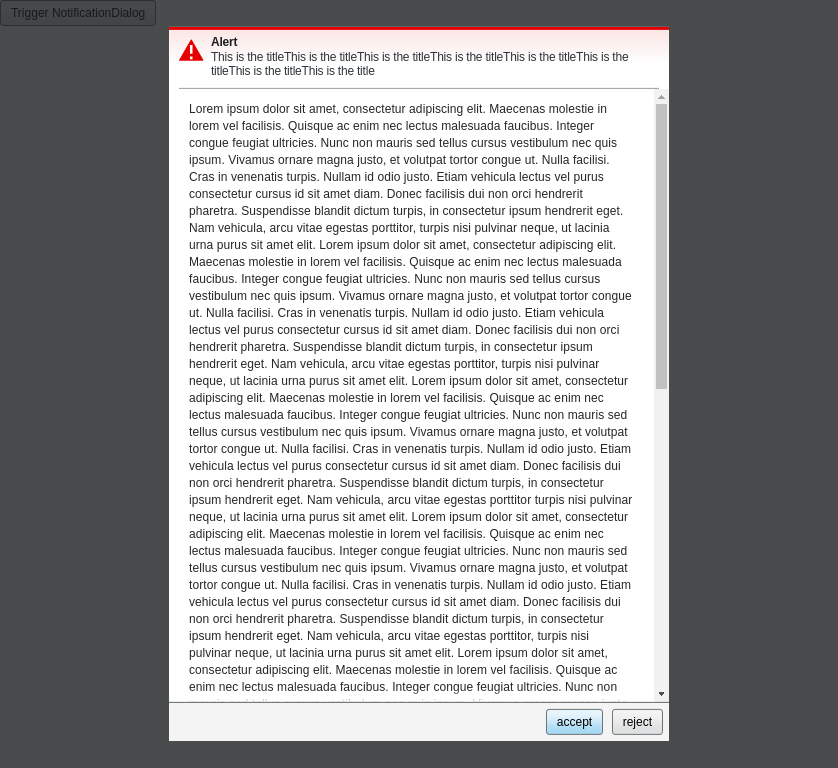 Trigger NotificationDialog
Alert
This is the titleThis is the titleThis is the titleThis is the titleThis is the titleThis is the
titleThis is the titleThis is the title
Lorem ipsum dolor sit amet, consectetur adipiscing elit. Maecenas molestie in
lorem vel facilisis. Quisque ac enim nec lectus malesuada faucibus. Integer
congue feugiat ultricies. Nunc non mauris sed tellus cursus vestibulum nec quis
ipsum. Vivamus ornare magna justo, et volutpat tortor congue ut. Nulla facilisi.
Cras in venenatis turpis. Nullam id odio justo. Etiam vehicula lectus vel purus
consectetur cursus id sit amet diam. Donec facilisis dui non orci hendrerit
pharetra. Suspendisse blandit dictum turpis, in consectetur ipsum hendrerit eget.
Nam vehicula, arcu vitae egestas porttitor, turpis nisi pulvinar neque, ut lacinia
urna purus sit amet elit. Lorem ipsum dolor sit amet, consectetur adipiscing elit.
Maecenas molestie in lorem vel facilisis. Quisque ac enim nec lectus malesuada
faucibus. Integer congue feugiat ultricies. Nunc non mauris sed tellus cursus
vestibulum nec quis ipsum. Vivamus ornare magna justo, et volutpat tortor congue
ut. Nulla facilisi. Cras in venenatis turpis. Nullam id odio justo. Etiam vehicula
lectus vel purus consectetur cursus id sit amet diam. Donec facilisis dui non orci
hendrerit pharetra. Suspendisse blandit dictum turpis, in consectetur ipsum
hendrerit eget. Nam vehicula, arcu vitae egestas porttitor, turpis nisi pulvinar
neque, ut lacinia urna purus sit amet elit. Lorem ipsum dolor sit amet, consectetur
adipiscing elit. Maecenas molestie in lorem vel facilisis. Quisque ac enim nec
lectus malesuada faucibus. Integer congue feugiat ultricies. Nunc non mauris sed
tellus cursus vestibulum nec quis ipsum. Vivamus ornare magna justo, et volutpat
tortor congue ut. Nulla facilisi. Cras in venenatis turpis. Nullam id odio justo. Etiam
vehicula lectus vel purus consectetur cursus id sit amet diam. Donec facilisis dui
non orci hendrerit pharetra. Suspendisse blandit dictum turpis, in consectetur
ipsum hendrerit eget. Nam vehicula, arcu vitae egestas porttitor turpis nisi pulvinar
neque, ut lacinia urna purus sit amet elit. Lorem ipsum dolor sit amet, consectetur
adipiscing elit. Maecenas molestie in lorem vel facilisis. Quisque ac enim nec
lectus malesuada faucibus. Integer congue feugiat ultricies. Nunc non mauris sed
tellus cursus vestibulum nec quis ipsum. Vivamus ornare magna justo, et volutpat
tortor congue ut. Nulla facilisi. Cras in venenatis turpis. Nullam id odio justo. Etiam
vehicula lectus vel purus consectetur cursus id sit amet diam. Donec facilisis dui
non orci hendrerit pharetra. Suspendisse blandit dictum turpis, in consectetur
ipsum hendrerit eget. Nam vehicula, arcu vitae egestas porttitor, turpis nisi
pulvinar neque, ut lacinia urna purus sit amet elit. Lorem ipsum dolor sit amet,
consectetur adipiscing elit. Maecenas molestie in lorem vel facilisis. Quisque ac
enim nec lectus malesuada faucibus. Integer congue feugiat ultricies. Nunc non
accept
reject